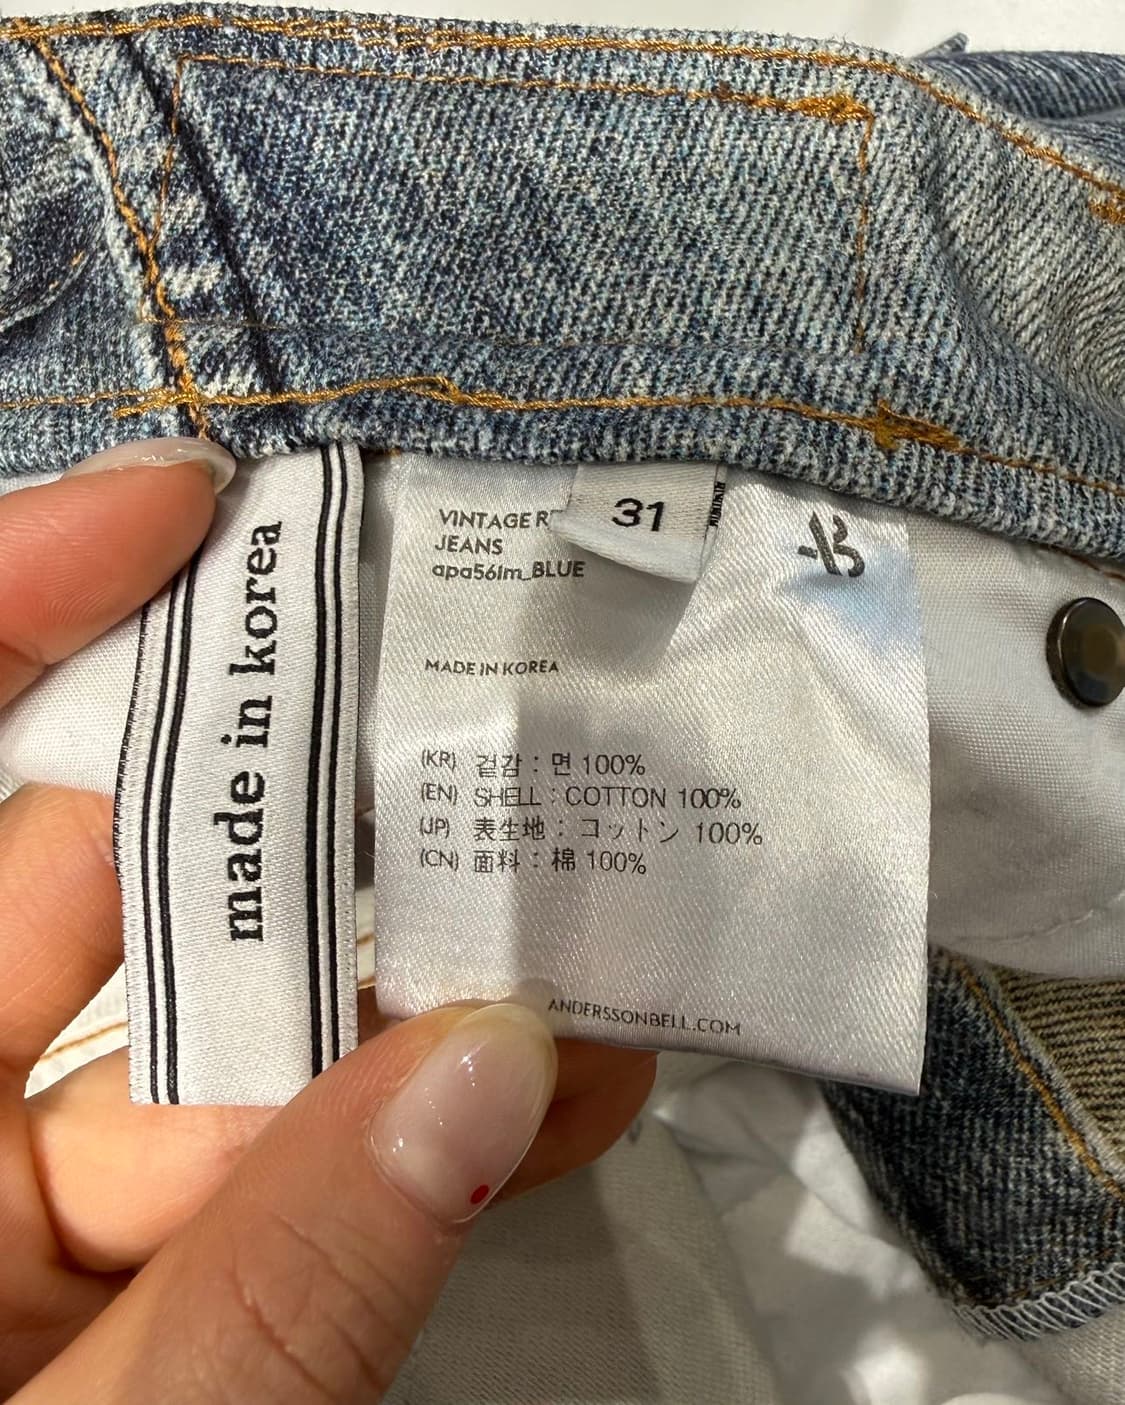 made in korea
31
VINTAGE
JEANS
apa561m_BLUE
MADE IN KOREA
(KR) 겉감 : 면 100%
(EN) SHELL : COTTON 100%
(JP) 表生地 : コットン 100%
(CN) 面料 : 棉 100%
ANDERSSONBELL.COM